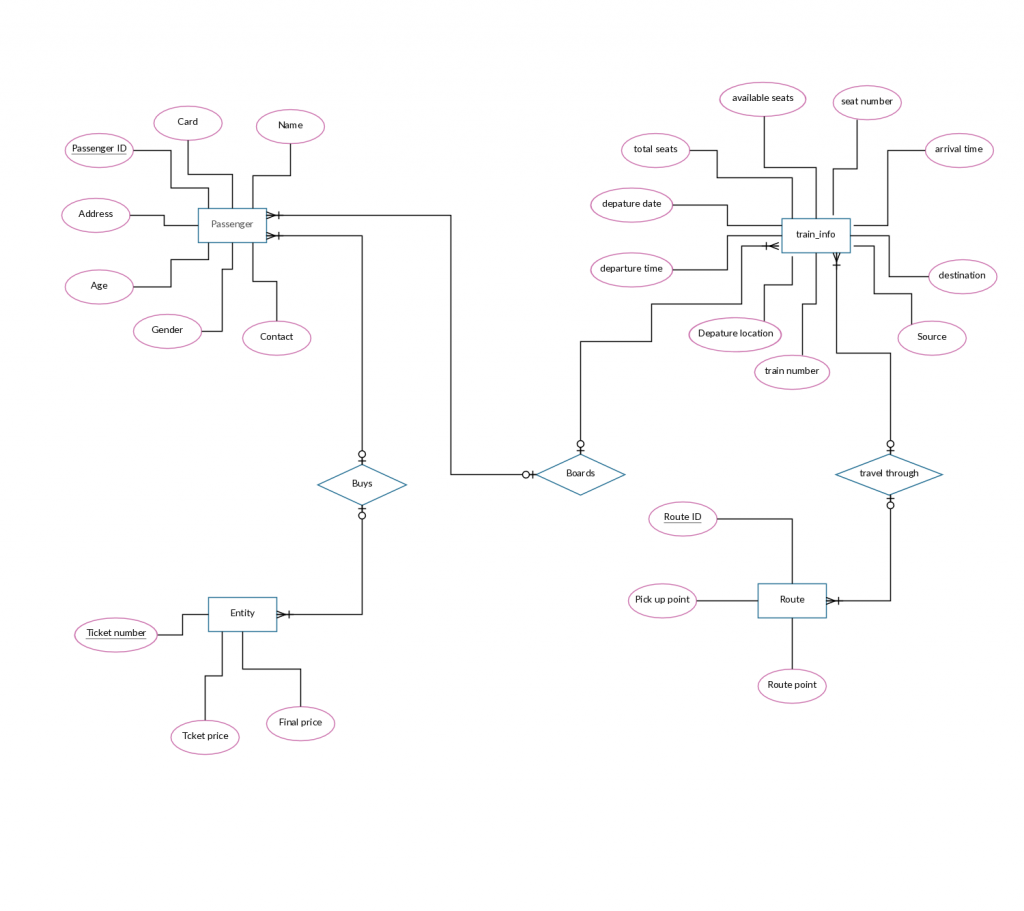 available seats
seat number
Card
Name
Passenger ID
total seats
arrival time
depature date
Address
Passenger
train_info
departure time
destination
Age
Gender
Contact
Depature location
Source
train number
Buys
Boards
travel through
Route ID
Entity
Pick up point
Route
Ticket number
Route point
Tcket price
Final price